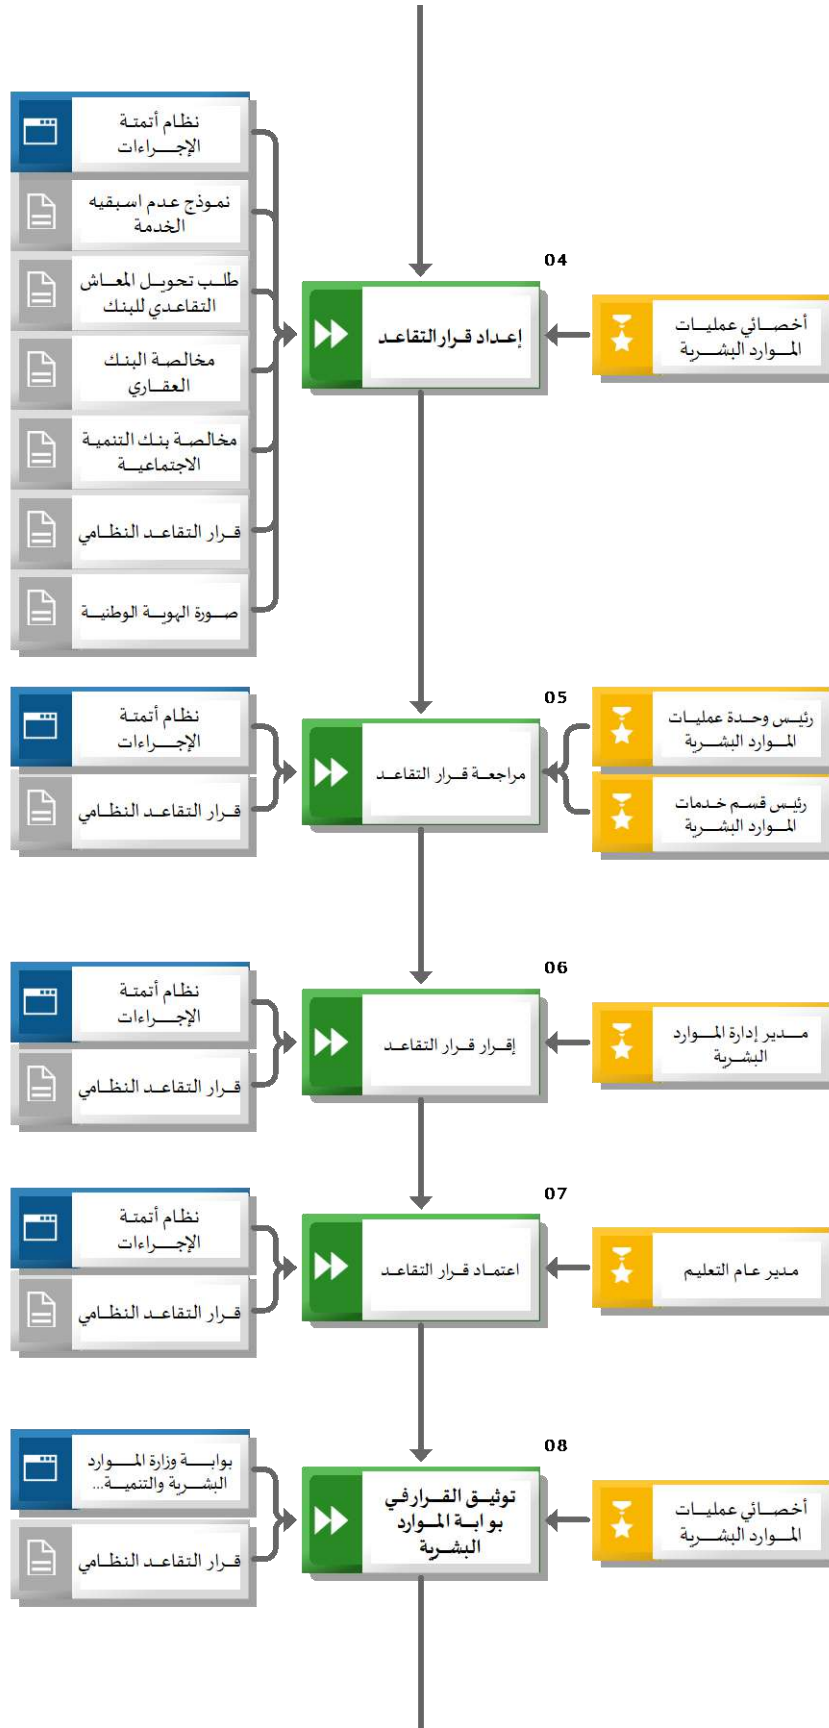 04
أخصائي عمليات
الموارد البشرية
إعداد قرار التقاعد
نظام أتمتة
الإجراءات
نموذج عدم اسبقيه
الخدمة
طلب تحويل المعاش
التقاعدي للبنك
مخالصة البنك
العقاري
مخالصة بنك التنمية
الاجتماعية
قرار التقاعد النظامي
صورة الهوية الوطنية
05
رئيس وحدة عمليات
الموارد البشرية
رئيس قسم خدمات
الموارد البشرية
مراجعة قرار التقاعد
نظام أتمتة
الإجراءات
قرار التقاعد النظامي
06
مدير إدارة الموارد
البشرية
إقرار قرار التقاعد
نظام أتمتة
الإجراءات
قرار التقاعد النظامي
07
مدير عام التعليم
اعتماد قرار التقاعد
نظام أتمتة
الإجراءات
قرار التقاعد النظامي
08
أخصائي عمليات
الموارد البشرية
توثيق القرار في
بوابة الموارد
البشرية
بوابة وزارة الموارد
البشرية والتنمية...
قرار التقاعد النظامي